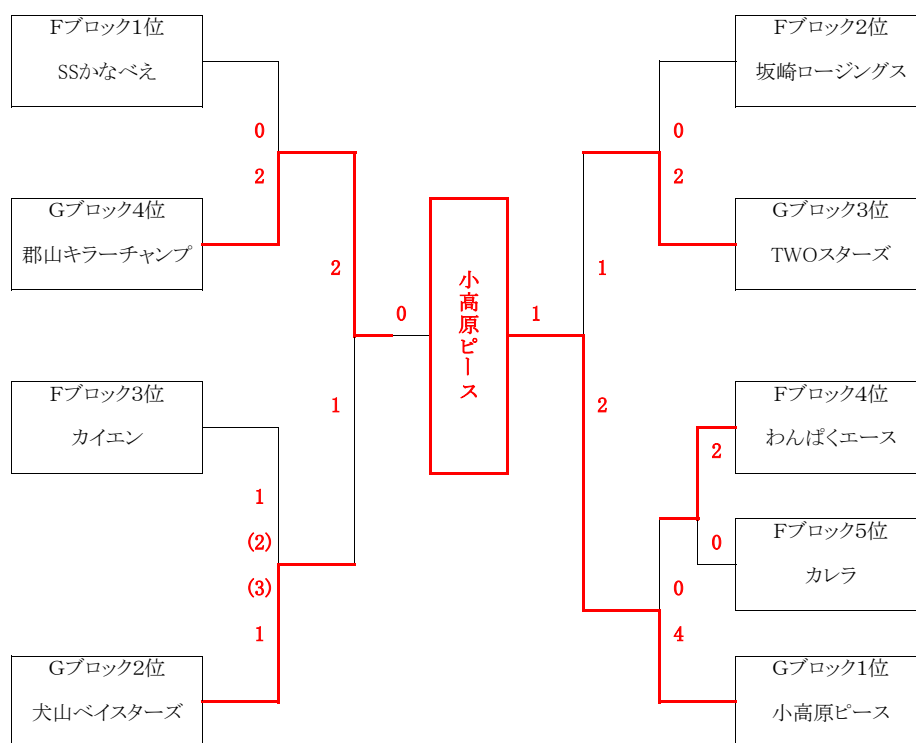 Fブロック1位
SSかなべえ
Fブロック2位
坂崎ロージングス
0
2
0
2
Gブロック4位
郡山キラーチャンプ
Gブロック3位
TWOスターズ
2
1
0
小高原ピース
1
1
2
Fブロック3位
カイエン
Fブロック4位
わんぱくエース
2
0
Fブロック5位
カレラ
1
(2)
(3)
1
0
4
Gブロック2位
犬山ベイスターズ
Gブロック1位
小高原ピース